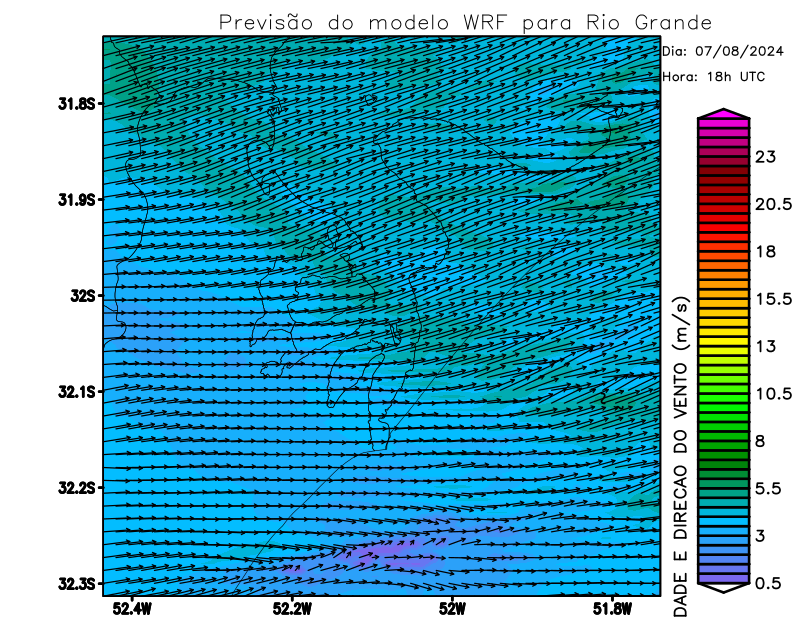 Previsão do modelo WRF para Rio Grande
Dia: 07/08/2024
Hora: 18h UTC
31.8S
31.9S
32S
32.1S
32.2S
32.3S
52.4W
52.2W
52W
51.8W
23
20.5
18
15.5
13
10.5
8
5.5
3
0.5
DADE E DIRECAO DO VENTO (m/s)